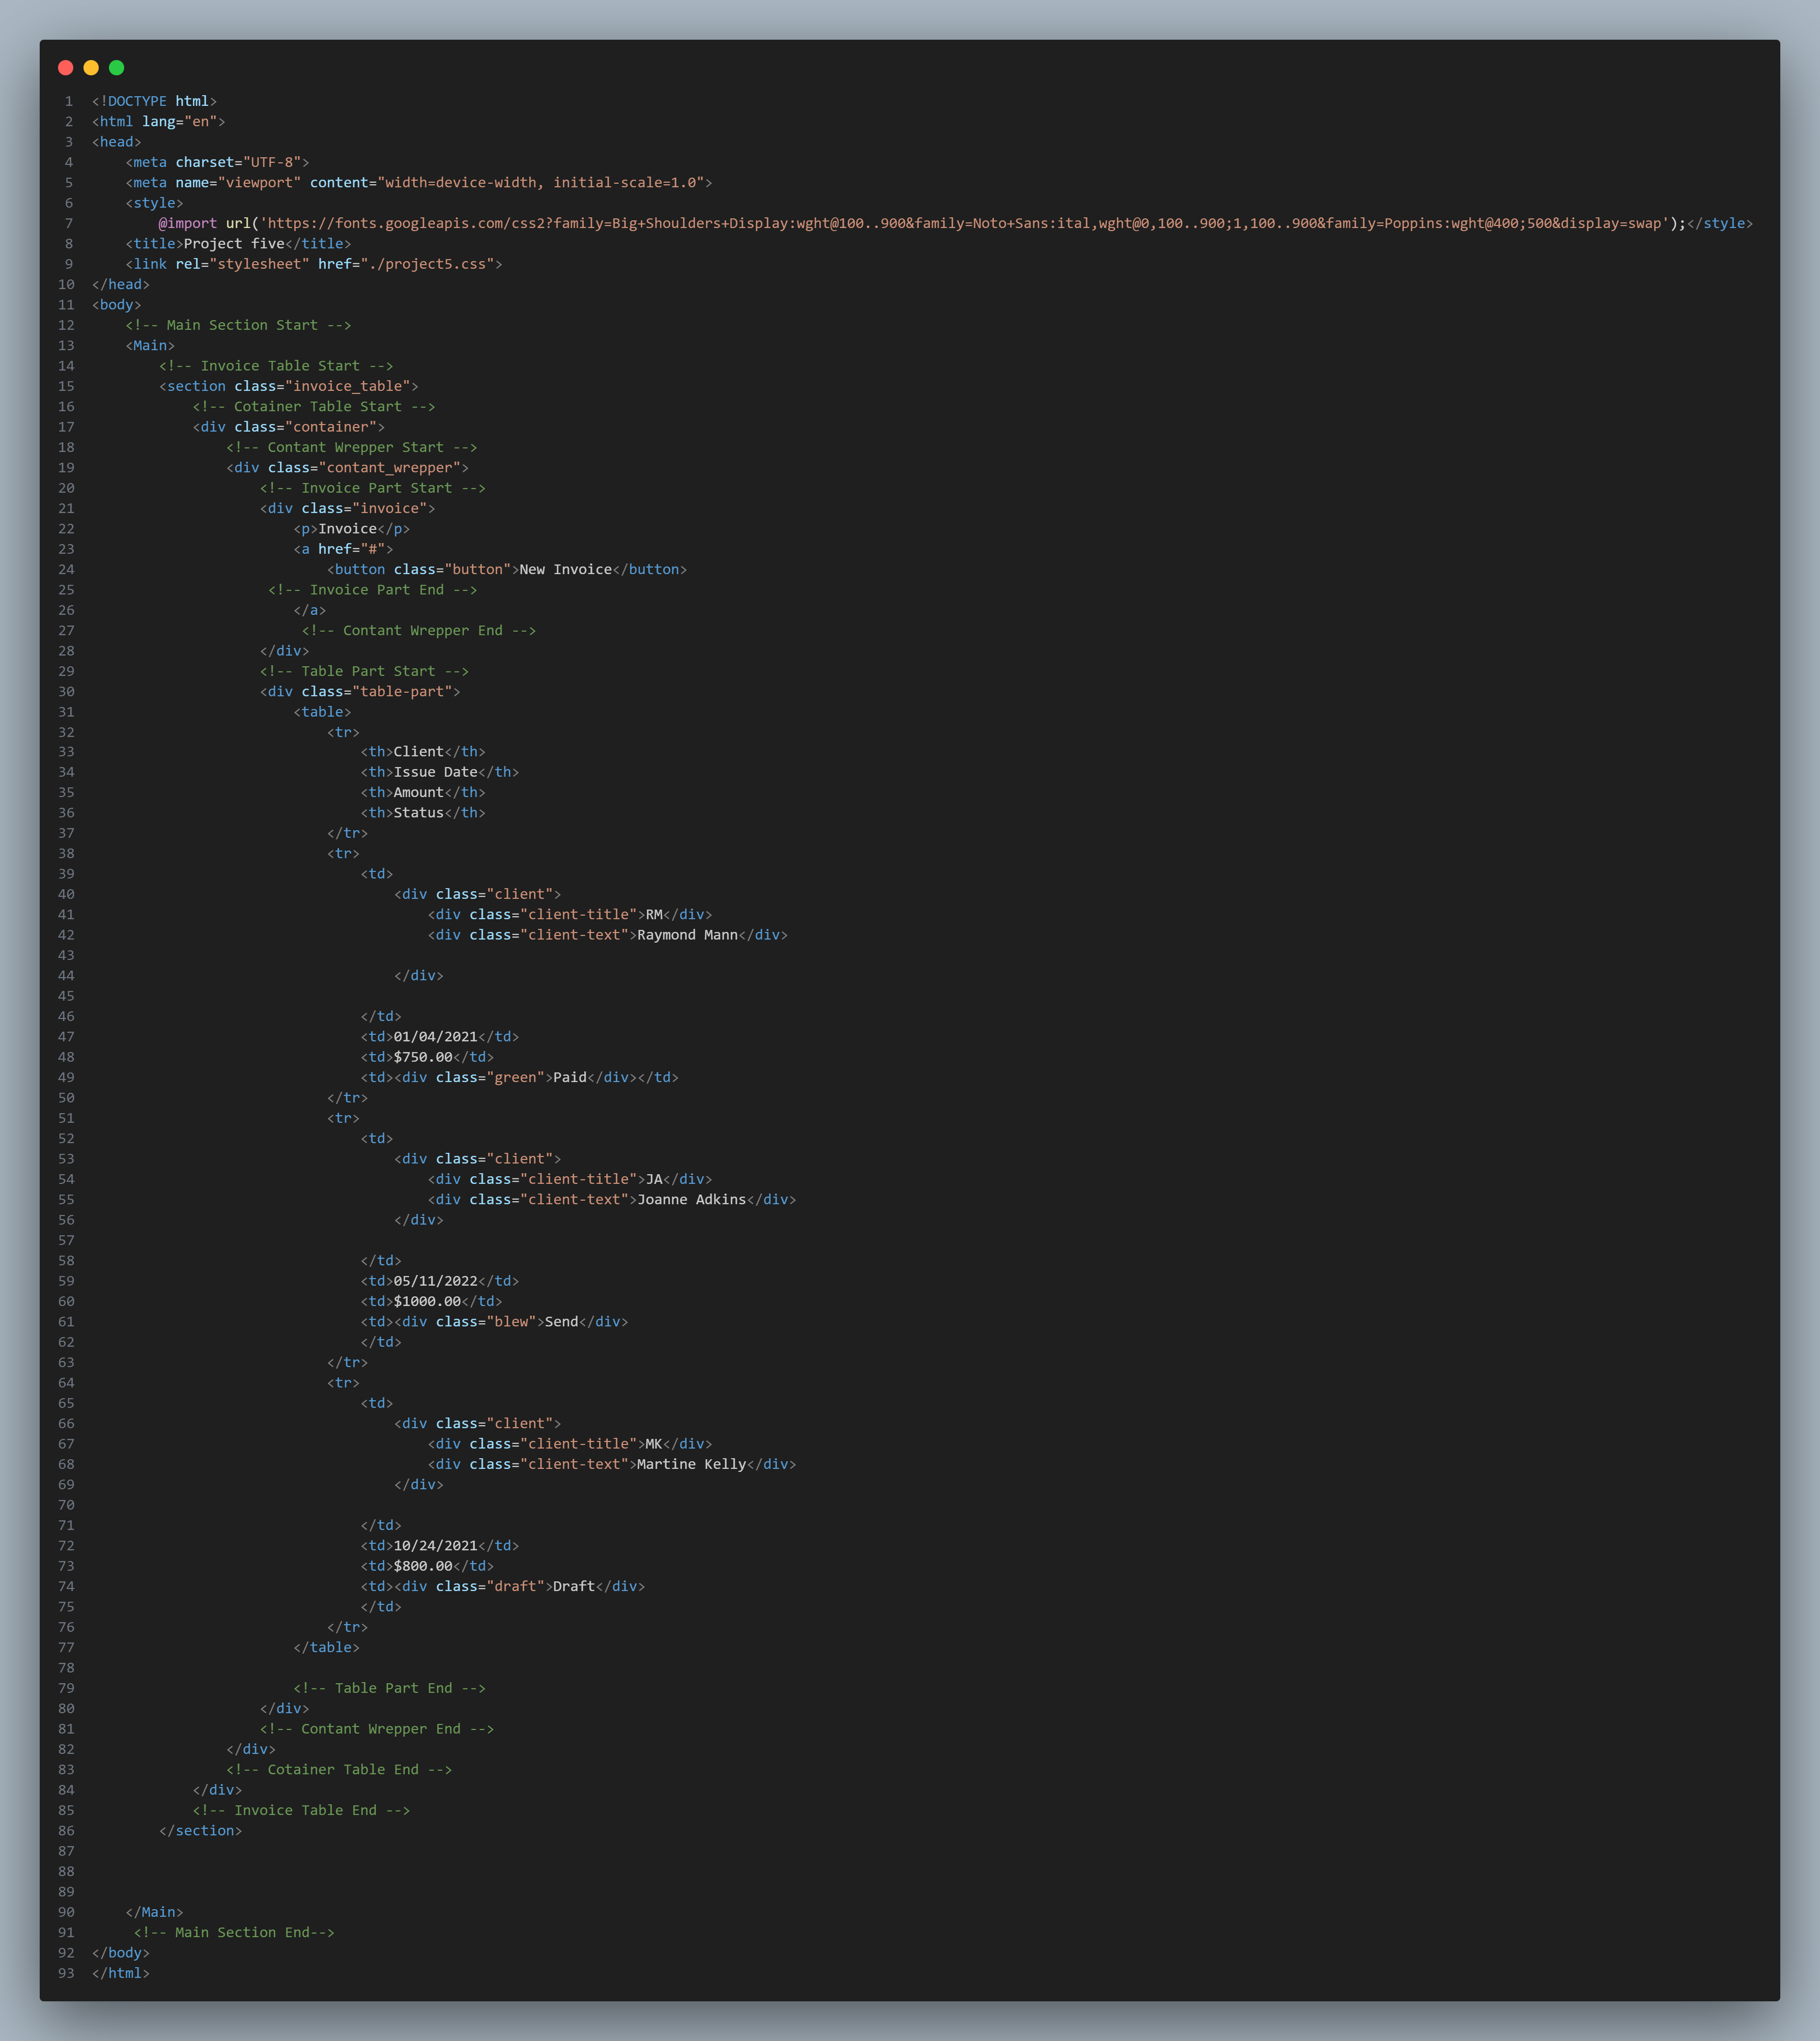 1 <!DOCTYPE html>
2 <html lang="en">
3 <head>
4     <meta charset="UTF-8">
5     <meta name="viewport" content="width=device-width, initial-scale=1.0">
6     <style>
7         @import url('https://fonts.googleapis.com/css2?family=Big+Shoulders+Display:wght@100..900&family=Noto+Sans:ital,wght@0,100..900;1,100..900&family=Poppins:wght@400;500&display=swap');</style>
8     <title>Project five</title>
9     <link rel="stylesheet" href="./project5.css">
10 </head>
11 <body>
12     <!-- Main Section Start -->
13     <Main>
14         <!-- Invoice Table Start -->
15         <section class="invoice_table">
16             <!-- Cotainer Table Start -->
17             <div class="container">
18                 <!-- Contant Wrepper Start -->
19                 <div class="contant_wrepper">
20                     <!-- Invoice Part Start -->
21                     <div class="invoice">
22                         <p>Invoice</p>
23                         <a href="#">
24                             <button class="button">New Invoice</button>
25                      <!-- Invoice Part End -->
26                         </a>
27                          <!-- Contant Wrepper End -->
28                     </div>
29                     <!-- Table Part Start -->
30                     <div class="table-part">
31                         <table>
32                             <tr>
33                                 <th>Client</th>
34                                 <th>Issue Date</th>
35                                 <th>Amount</th>
36                                 <th>Status</th>
37                             </tr>
38                             <tr>
39                                 <td>
40                                     <div class="client">
41                                         <div class="client-title">RM</div>
42                                         <div class="client-text">Raymond Mann</div>
43
44                                     </div>
45
46                                 </td>
47                                 <td>01/04/2021</td>
48                                 <td>$750.00</td>
49                                 <td><div class="green">Paid</div></td>
50                             </tr>
51                             <tr>
52                                 <td>
53                                     <div class="client">
54                                         <div class="client-title">JA</div>
55                                         <div class="client-text">Joanne Adkins</div>
56                                     </div>
57
58                                 </td>
59                                 <td>05/11/2022</td>
60                                 <td>$1000.00</td>
61                                 <td><div class="blew">Send</div>
62                                 </td>
63                             </tr>
64                             <tr>
65                                 <td>
66                                     <div class="client">
67                                         <div class="client-title">MK</div>
68                                         <div class="client-text">Martine Kelly</div>
69                                     </div>
70
71                                 </td>
72                                 <td>10/24/2021</td>
73                                 <td>$800.00</td>
74                                 <td><div class="draft">Draft</div>
75                                 </td>
76                             </tr>
77                         </table>
78
79                         <!-- Table Part End -->
80                     </div>
81                     <!-- Contant Wrepper End -->
82                 </div>
83                 <!-- Cotainer Table End -->
84             </div>
85             <!-- Invoice Table End -->
86         </section>
87
88
89
90     </Main>
91      <!-- Main Section End-->
92 </body>
93 </html>